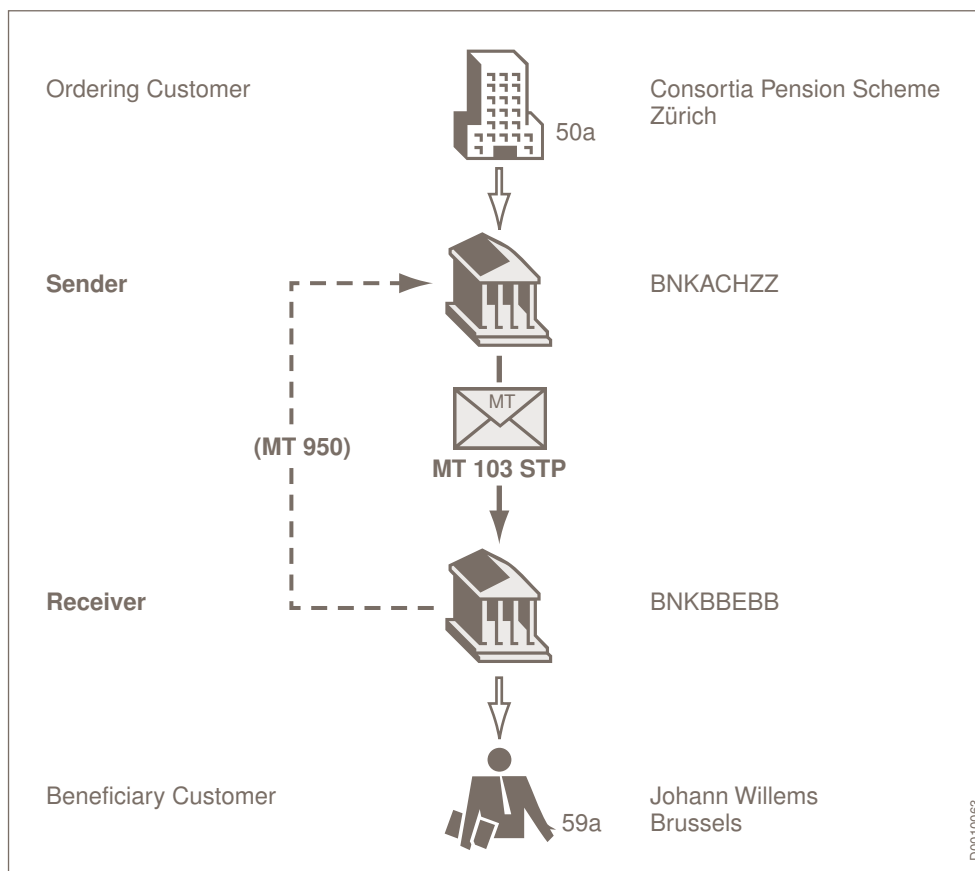 Ordering Customer
50a
Consortia Pension Scheme
Zürich
Sender
BNKACHZZ
MT
(MT 950)
MT 103 STP
Receiver
BNKBBEBB
Beneficiary Customer
59a
Johann Willems
Brussels
D0010063